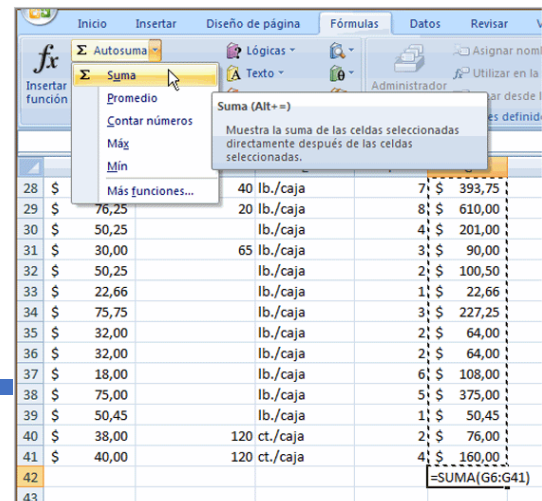 Inicio Insertar Diseño de página Fórmulas Datos Revisar
fx Σ Autosuma Lógicas Asignar
Σ Suma Texto Utilizar en la
Insertar función Promedio Administrador desde
Suma (Alt+=)
Contar números Muestra la suma de las celdas seleccionadas
Máx directamente después de las celdas
Mín seleccionadas.
Más funciones...
28 $ 40 lb./caja 7 $ 393,75
29 $ 76,25 20 lb./caja 8 $ 610,00
30 $ 50,25 lb./caja 4 $ 201,00
31 $ 30,00 65 lb./caja 3 $ 90,00
32 $ 50,25 lb./caja 2 $ 100,50
33 $ 22,66 lb./caja 1 $ 22,66
34 $ 75,75 lb./caja 3 $ 227,25
35 $ 32,00 lb./caja 2 $ 64,00
36 $ 32,00 lb./caja 2 $ 64,00
37 $ 18,00 lb./caja 6 $ 108,00
38 $ 75,00 lb./caja 5 $ 375,00
39 $ 50,45 lb./caja 1 $ 50,45
40 $ 38,00 120 ct./caja 2 $ 76,00
41 $ 40,00 120 ct./caja 4 $ 160,00
42 =SUMA(G6:G41)
43